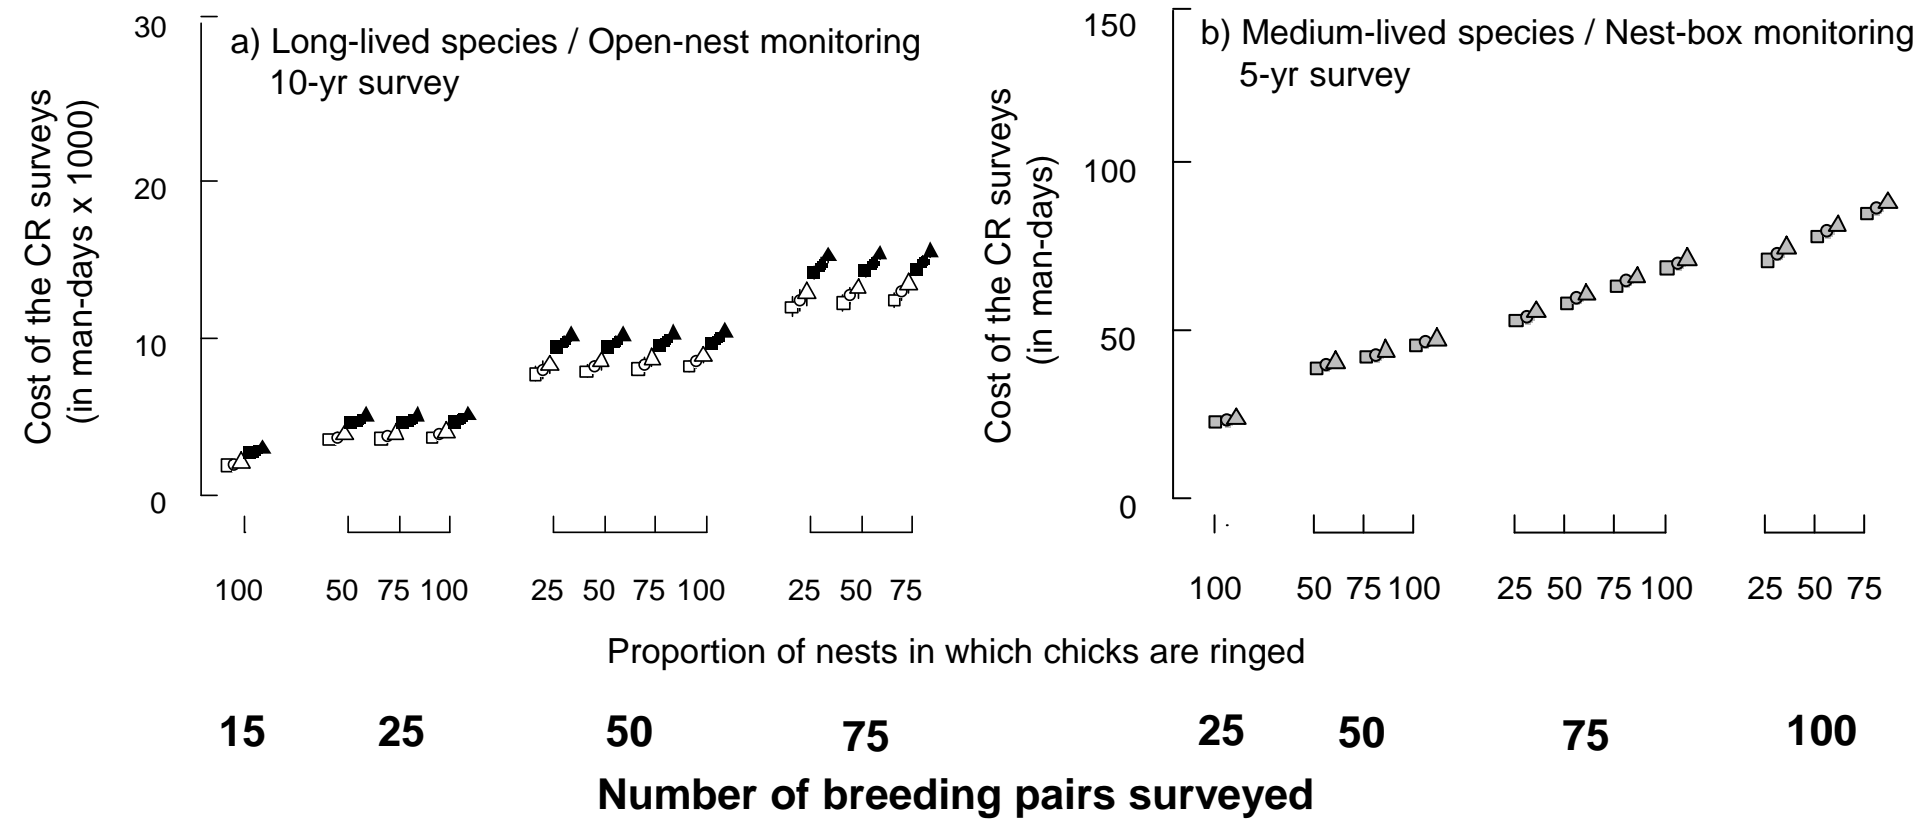 a) Long-lived species / Open-nest monitoring
10-yr survey
Cost of the CR surveys
(in man-days x 1000)
30
20
10
0
100
50 75 100
25 50 75 100
25 50 75
b) Medium-lived species / Nest-box monitoring
5-yr survey
Cost of the CR surveys
(in man-days)
150
100
50
0
100
50 75 100
25 50 75 100
25 50 75
Proportion of nests in which chicks are ringed
15 25 50 75
25 50 75 100
Number of breeding pairs surveyed